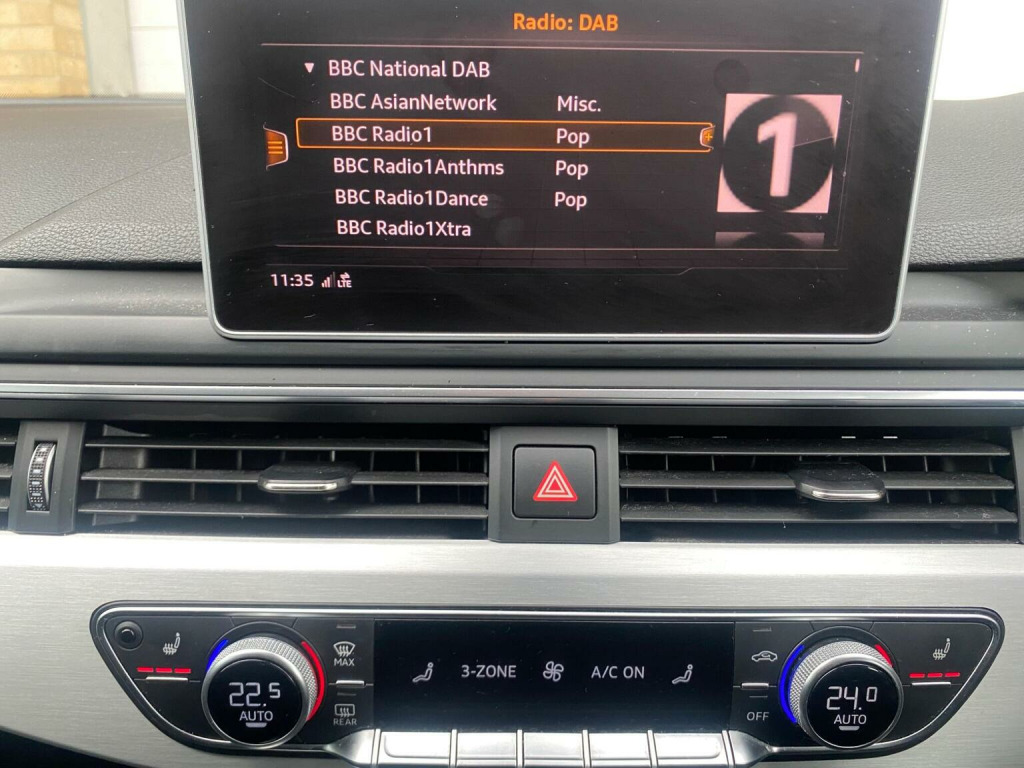 Radio: DAB
BBC National DAB
BBC AsianNetwork Misc.
BBC Radio1 Pop
BBC Radio1Anthms Pop
BBC Radio1Dance Pop
BBC Radio1Xtra
1
11:35 LTE
MAX
REAR
22.5
AUTO
3-ZONE A/C ON
OFF
24.0
AUTO